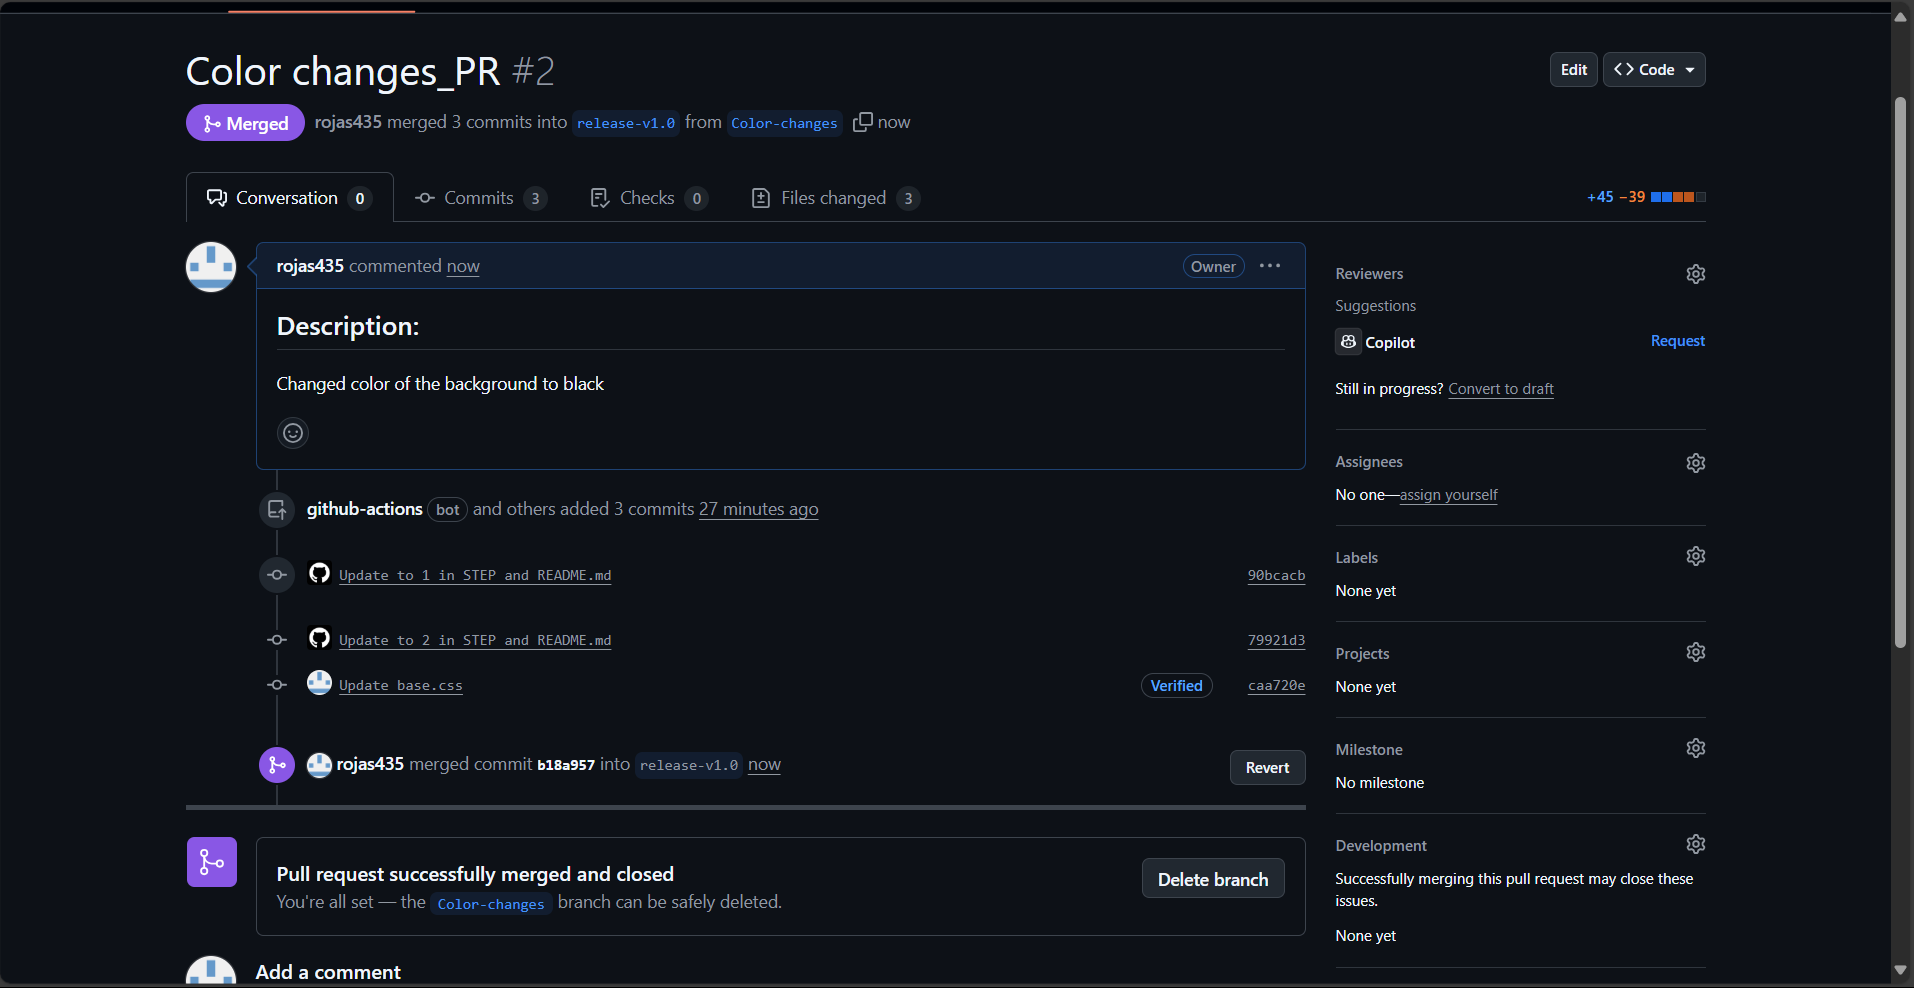 Color changes_PR #2
Edit
Code
Merged
rojas435 merged 3 commits into release-v1.0 from Color-changes now
Conversation 0
Commits 3
Checks 0
Files changed 3
+45 −39
rojas435 commented now
Owner
Description:
Changed color of the background to black
github-actions bot and others added 3 commits 27 minutes ago
Update to 1 in STEP and README.md
90bcacb
Update to 2 in STEP and README.md
79921d3
Update base.css
Verified
caa720e
rojas435 merged commit b18a957 into release-v1.0 now
Revert
Pull request successfully merged and closed
You're all set — the Color-changes branch can be safely deleted.
Delete branch
Add a comment
Reviewers
Suggestions
Copilot
Request
Still in progress? Convert to draft
Assignees
No one—assign yourself
Labels
None yet
Projects
None yet
Milestone
No milestone
Development
Successfully merging this pull request may close these
issues.
None yet